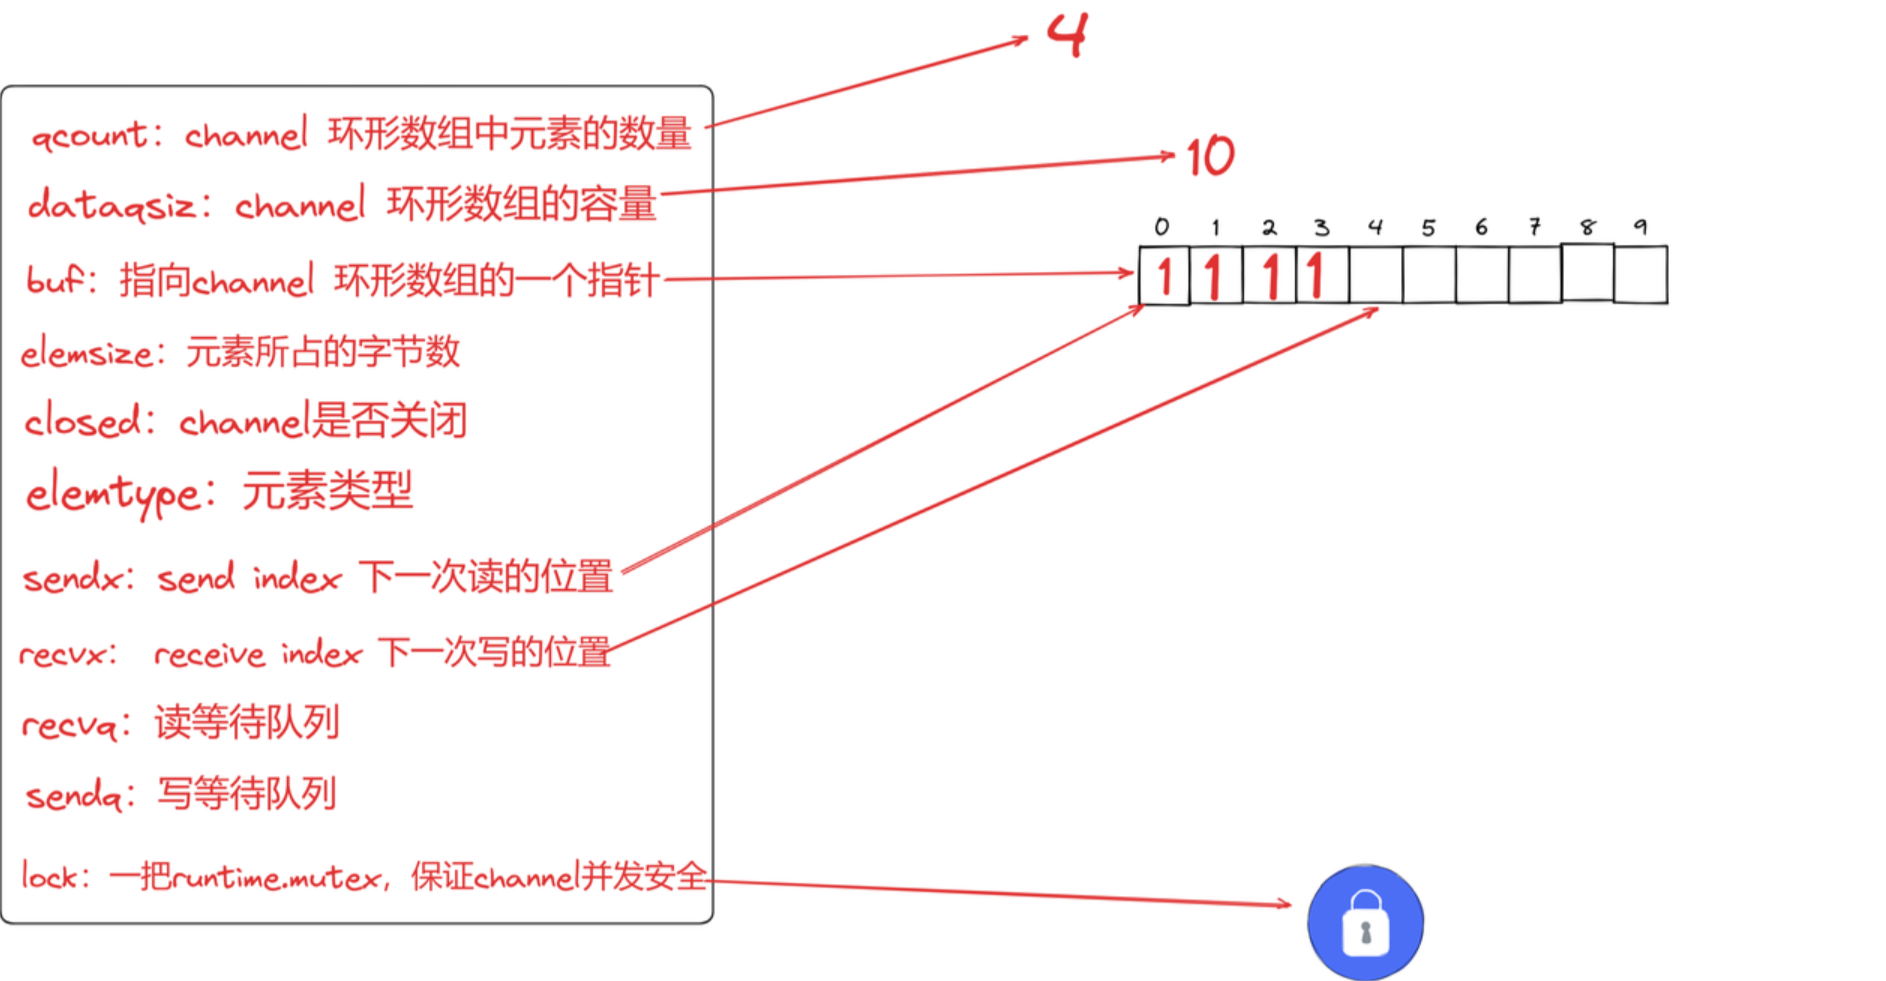 4
qcount：channel 环形数组中元素的数量
10
dataqsiz：channel 环形数组的容量
0 1 2 3 4 5 6 7 8 9
buf：指向channel 环形数组的一个指针
1 1 1 1
elemsize：元素所占的字节数
closed：channel是否关闭
elemtype：元素类型
sendx：send index 下一次读的位置
recvx： receive index 下一次写的位置
recvq：读等待队列
sendq：写等待队列
lock：一把runtime.mutex，保证channel并发安全